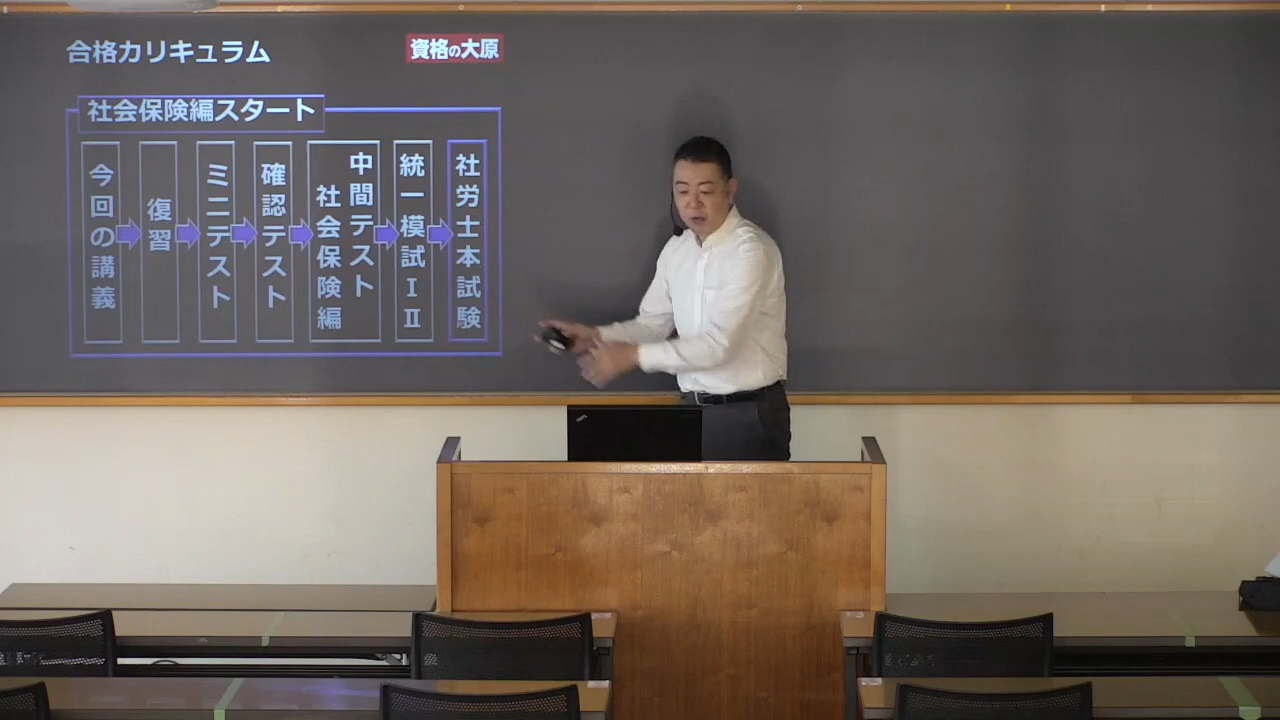 合格カリキュラム
資格の大原
社会保険編スタート
今回の講義
復習
ミニテスト
確認テスト
中間テスト
社会保険編
統一模試ⅠⅡ
社労士本試験